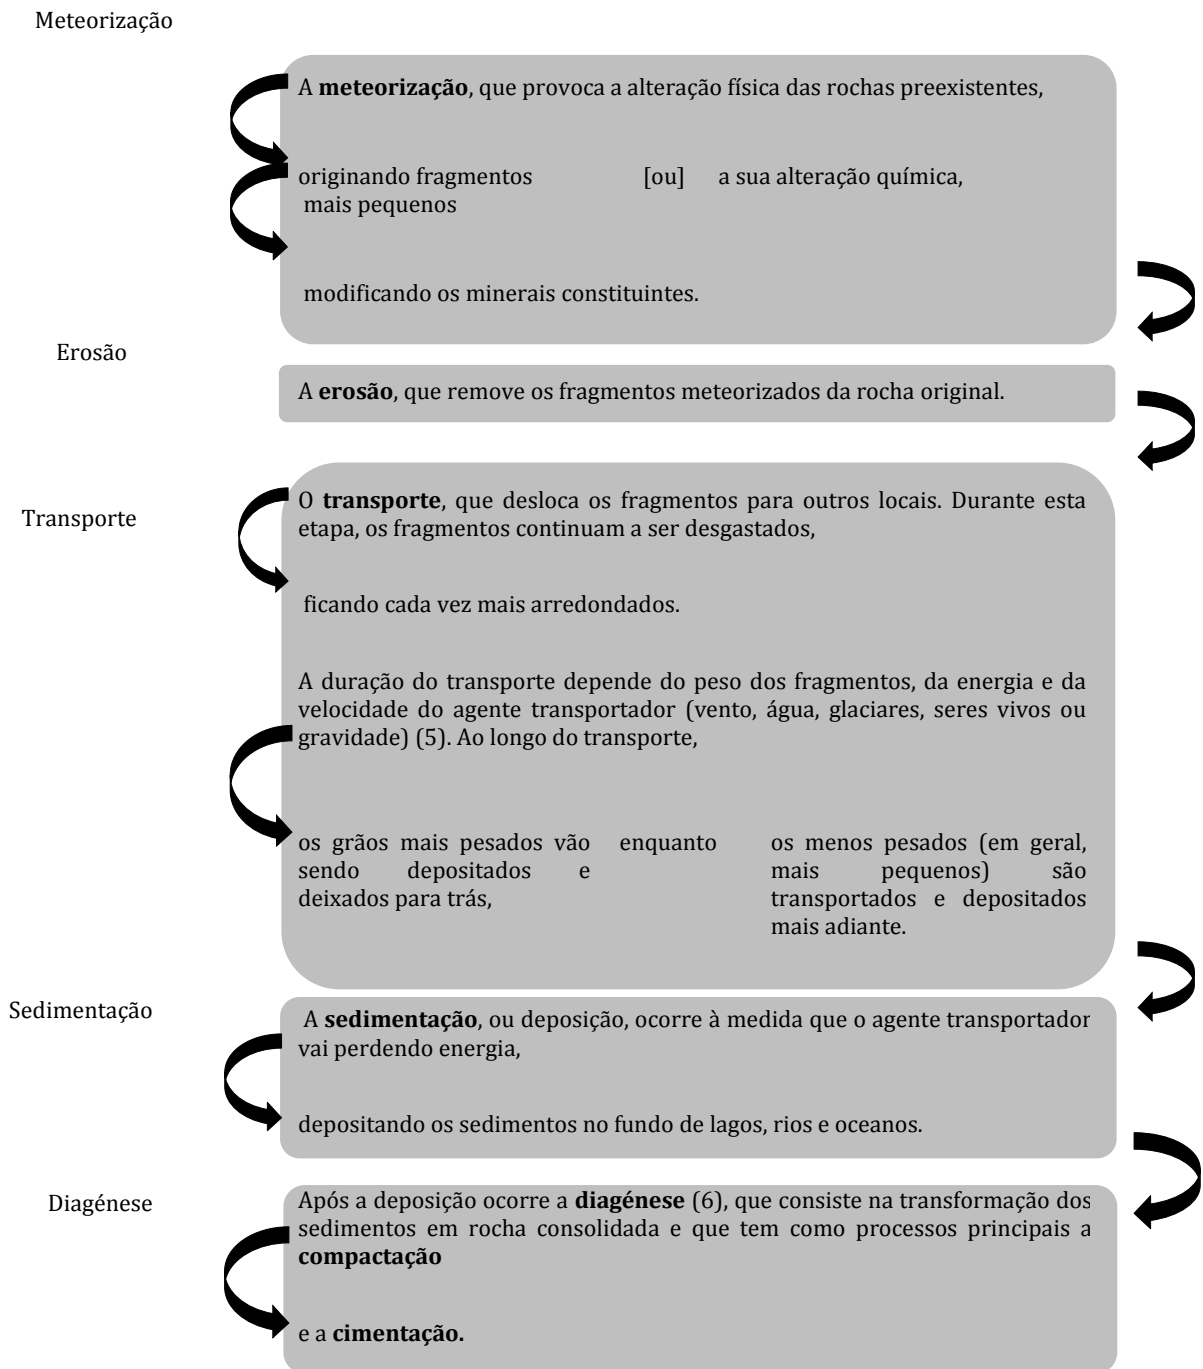 Meteorização
A meteorização, que provoca a alteração física das rochas preexistentes,
originando fragmentos [ou] a sua alteração química,
mais pequenos
modificando os minerais constituintes.
Erosão
A erosão, que remove os fragmentos meteorizados da rocha original.
Transporte
O transporte, que desloca os fragmentos para outros locais. Durante esta
etapa, os fragmentos continuam a ser desgastados,
ficando cada vez mais arredondados.
A duração do transporte depende do peso dos fragmentos, da energia e da
velocidade do agente transportador (vento, água, glaciares, seres vivos ou
gravidade) (5). Ao longo do transporte,
os grãos mais pesados vão
sendo depositados e
deixados para trás,
enquanto
os menos pesados (em geral,
mais pequenos) são
transportados e depositados
mais adiante.
Sedimentação
A sedimentação, ou deposição, ocorre à medida que o agente transportador
vai perdendo energia,
depositando os sedimentos no fundo de lagos, rios e oceanos.
Diagénese
Após a deposição ocorre a diagénese (6), que consiste na transformação dos
sedimentos em rocha consolidada e que tem como processos principais a
compactação
e a cimentação.